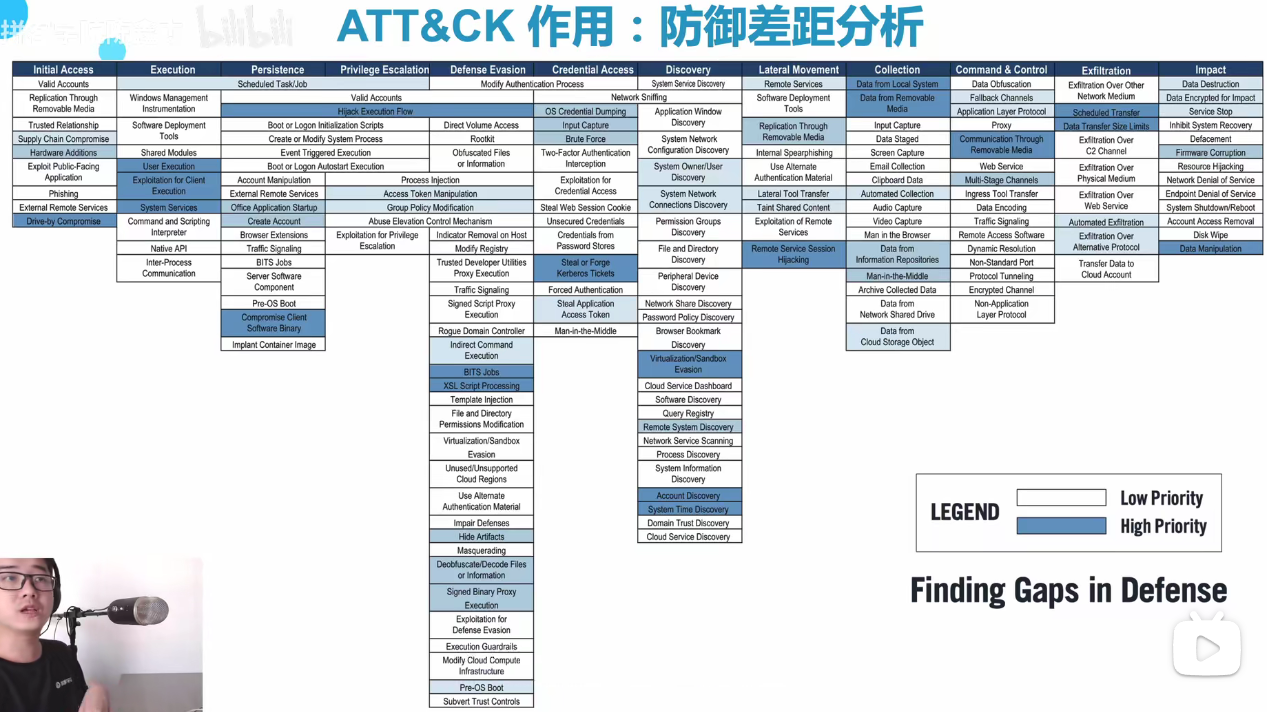 ATT&CK 作用：防御差距分析
bilibili
Initial Access
Valid Accounts
Replication Through
Removable Media
Trusted Relationship
Supply Chain Compromise
Hardware Additions
Exploit Public-Facing
Application
Phishing
External Remote Services
Drive-by Compromise
Execution
Scheduled Task/Job
Windows Management
Instrumentation
Software Deployment
Tools
Shared Modules
User Execution
Exploitation for Client
Execution
System Services
Command and Scripting
Interpreter
Native API
Inter-Process
Communication
Persistence
Privilege Escalation
Valid Accounts
Hijack Execution Flow
Boot or Logon Initialization Scripts
Create or Modify System Process
Event Triggered Execution
Boot or Logon Autostart Execution
Account Manipulation
External Remote Services
Office Application Startup
Create Account
Browser Extensions
Traffic Signaling
BITS Jobs
Server Software
Component
Pre-OS Boot
Compromise Client
Software Binary
Implant Container Image
Process Injection
Access Token Manipulation
Group Policy Modification
Abuse Elevation Control Mechanism
Exploitation for Privilege
Escalation
Defense Evasion
Modify Authentication Process
Direct Volume Access
Rootkit
Obfuscated Files
or Information
Indicator Removal on Host
Modify Registry
Trusted Developer Utilities
Proxy Execution
Traffic Signaling
Signed Script Proxy
Execution
Rogue Domain Controller
Indirect Command
Execution
BITS Jobs
XSL Script Processing
Template Injection
File and Directory
Permissions Modification
Virtualization/Sandbox
Evasion
Unused/Unsupported
Cloud Regions
Use Alternate
Authentication Material
Impair Defenses
Hide Artifacts
Masquerading
Deobfuscate/Decode Files
or Information
Signed Binary Proxy
Execution
Exploitation for
Defense Evasion
Execution Guardrails
Modify Cloud Compute
Infrastructure
Pre-OS Boot
Subvert Trust Controls
Credential Access
Network Sniffing
OS Credential Dumping
Input Capture
Brute Force
Two-Factor Authentication
Interception
Exploitation for
Credential Access
Steal Web Session Cookie
Unsecured Credentials
Credentials from
Password Stores
Steal or Forge
Kerberos Tickets
Forced Authentication
Steal Application
Access Token
Man-in-the-Middle
Discovery
System Service Discovery
Application Window
Discovery
System Network
Configuration Discovery
System Owner/User
Discovery
System Network
Connections Discovery
Permission Groups
Discovery
File and Directory
Discovery
Peripheral Device
Discovery
Network Share Discovery
Password Policy Discovery
Browser Bookmark
Discovery
Virtualization/Sandbox
Evasion
Cloud Service Dashboard
Software Discovery
Query Registry
Remote System Discovery
Network Service Scanning
Process Discovery
System Information
Discovery
Account Discovery
System Time Discovery
Domain Trust Discovery
Cloud Service Discovery
Lateral Movement
Remote Services
Software Deployment
Tools
Replication Through
Removable Media
Internal Spearphishing
Use Alternate
Authentication Material
Lateral Tool Transfer
Taint Shared Content
Exploitation of Remote
Services
Remote Service Session
Hijacking
Collection
Data from Local System
Data from Removable
Media
Input Capture
Data Staged
Screen Capture
Email Collection
Clipboard Data
Automated Collection
Audio Capture
Video Capture
Man in the Browser
Data from
Information Repositories
Man-in-the-Middle
Archive Collected Data
Data from
Network Shared Drive
Data from
Cloud Storage Object
Command & Control
Data Obfuscation
Fallback Channels
Application Layer Protocol
Proxy
Communication Through
Removable Media
Web Service
Multi-Stage Channels
Ingress Tool Transfer
Data Encoding
Traffic Signaling
Remote Access Software
Dynamic Resolution
Non-Standard Port
Protocol Tunneling
Encrypted Channel
Non-Application
Layer Protocol
Exfiltration
Exfiltration Over Other
Network Medium
Scheduled Transfer
Data Transfer Size Limits
Exfiltration Over
C2 Channel
Exfiltration Over
Physical Medium
Exfiltration Over
Web Service
Automated Exfiltration
Exfiltration Over
Alternative Protocol
Transfer Data to
Cloud Account
Impact
Data Destruction
Data Encrypted for Impact
Service Stop
Inhibit System Recovery
Defacement
Firmware Corruption
Resource Hijacking
Network Denial of Service
Endpoint Denial of Service
System Shutdown/Reboot
Account Access Removal
Disk Wipe
Data Manipulation
LEGEND
Low Priority
High Priority
Finding Gaps in Defense